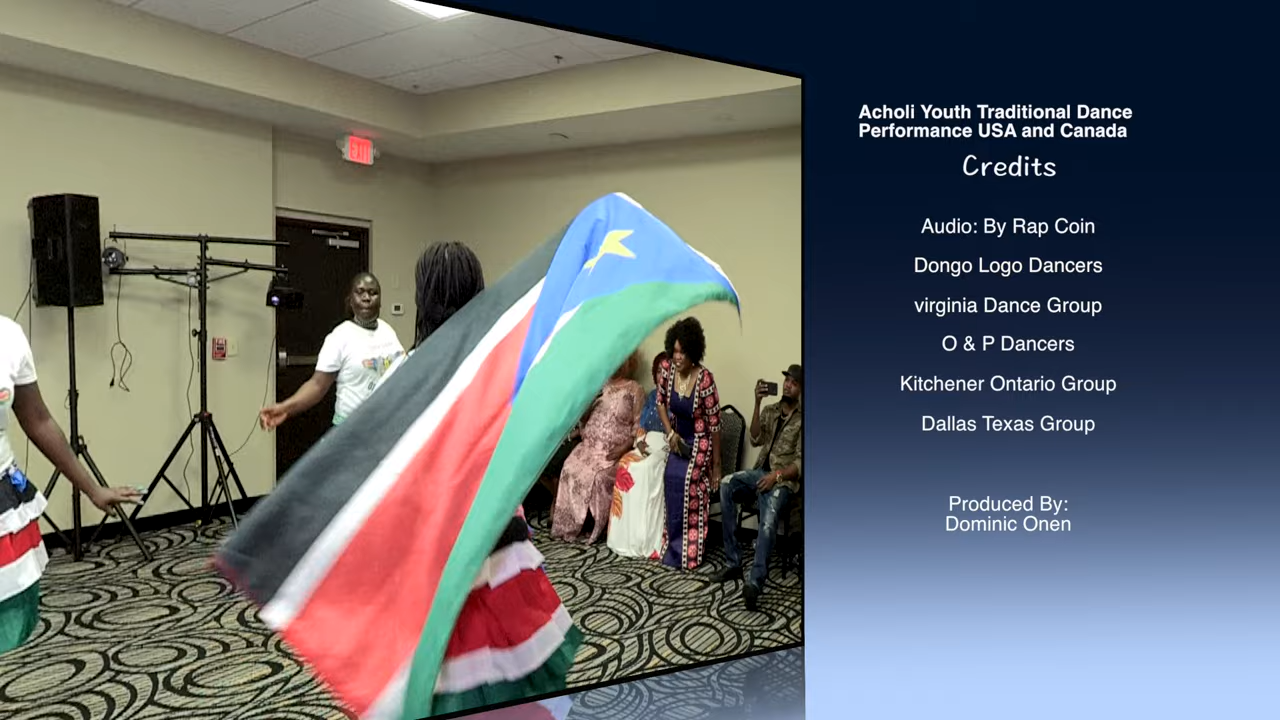 Acholi Youth Traditional Dance
Performance USA and Canada
Credits
Audio: By Rap Coin
Dongo Logo Dancers
virginia Dance Group
O & P Dancers
Kitchener Ontario Group
Dallas Texas Group
Produced By:
Dominic Onen